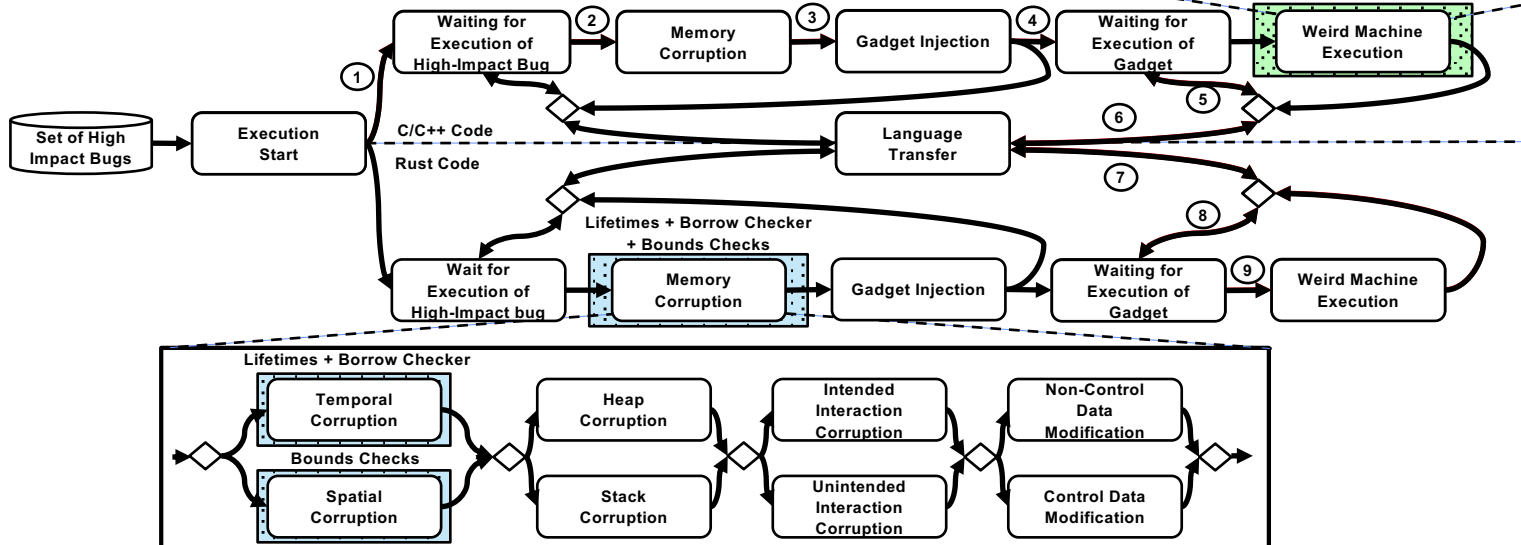 Waiting for
Execution of
High-Impact Bug
2
Memory
Corruption
3
Gadget Injection
4
Waiting for
Execution of
Gadget
Weird Machine
Execution
1
5
Set of High
Impact Bugs
Execution
Start
C/C++ Code
Rust Code
Language
Transfer
6
7
8
Lifetimes + Borrow Checker
+ Bounds Checks
Wait for
Execution of
High-Impact bug
Memory
Corruption
Gadget Injection
Waiting for
Execution of
Gadget
9
Weird Machine
Execution
Lifetimes + Borrow Checker
Temporal
Corruption
Bounds Checks
Spatial
Corruption
Heap
Corruption
Stack
Corruption
Intended
Interaction
Corruption
Unintended
Interaction
Corruption
Non-Control
Data
Modification
Control Data
Modification